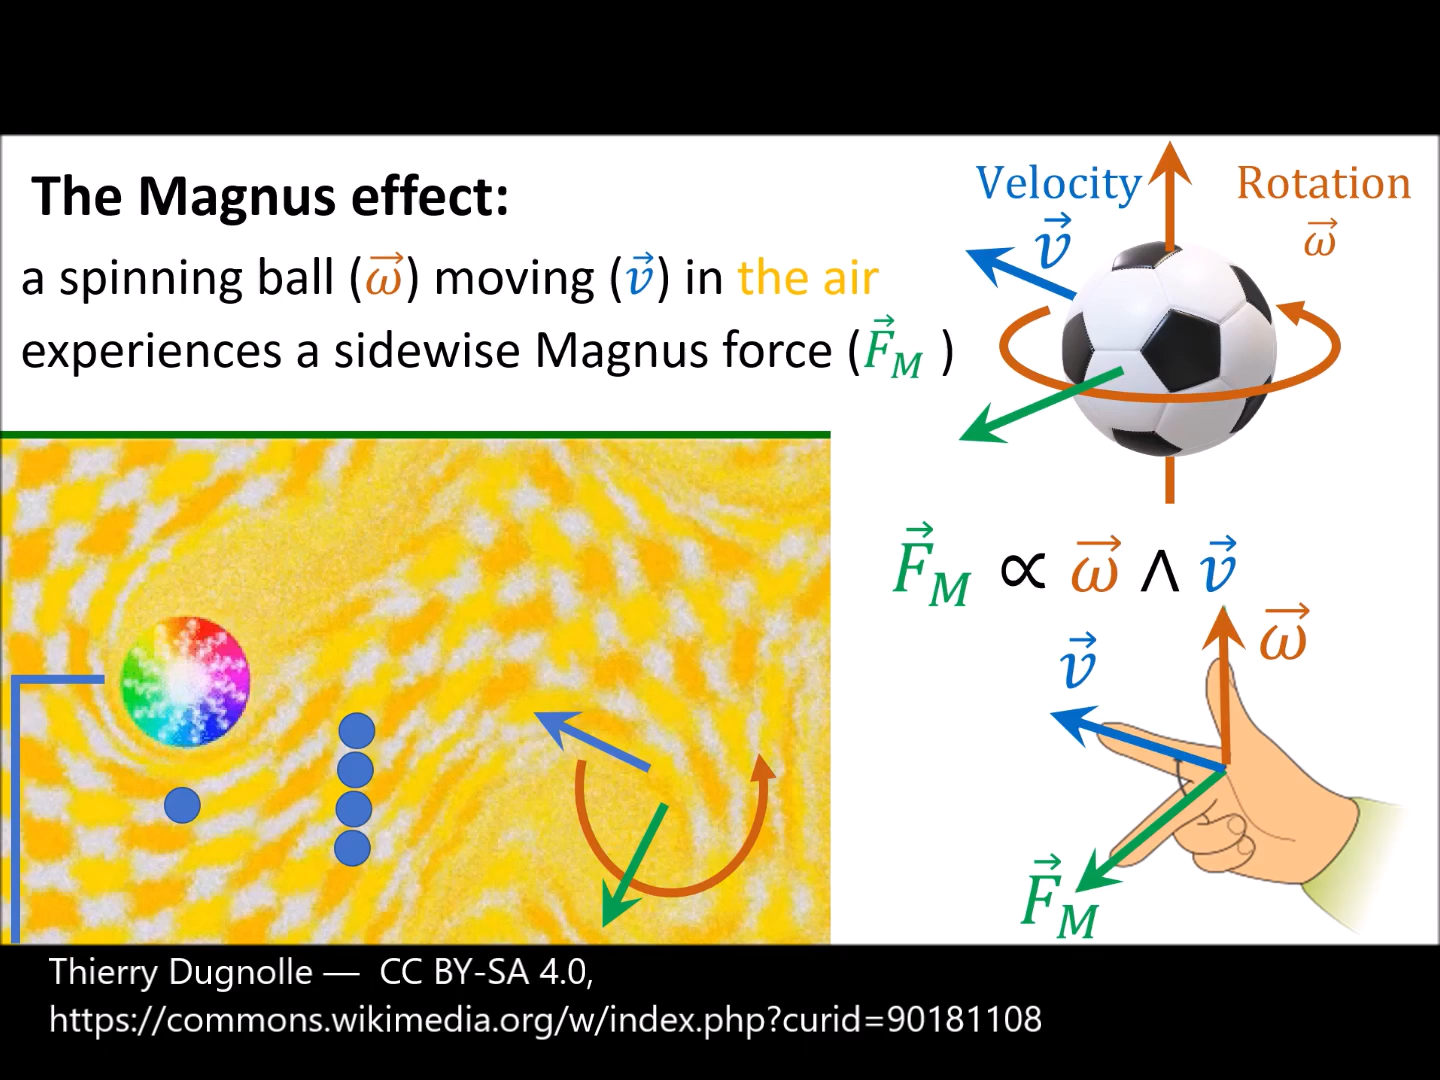 The Magnus effect:
a spinning ball (ω⃗) moving (v⃗) in the air
experiences a sidewise Magnus force (F⃗_M )
Velocity
v⃗
Rotation
ω⃗
F⃗_M ∝ ω⃗ ∧ v⃗
ω⃗
v⃗
F⃗_M
Thierry Dugnolle — CC BY-SA 4.0,
https://commons.wikimedia.org/w/index.php?curid=90181108